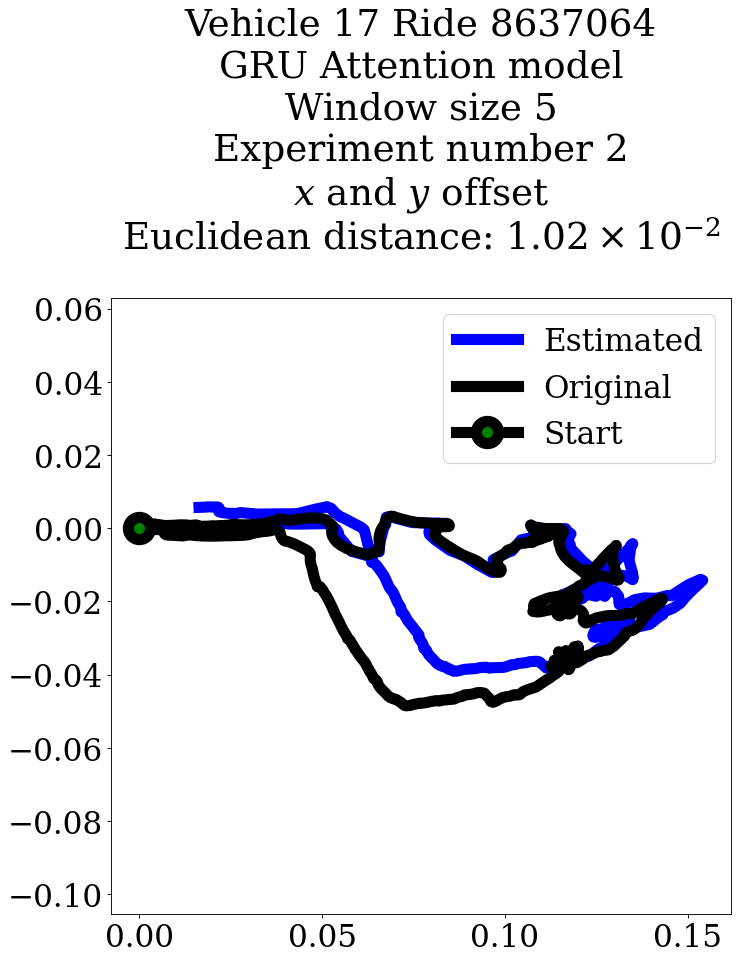 Vehicle 17 Ride 8637064
GRU Attention model
Window size 5
Experiment number 2
x and y offset
Euclidean distance: 1.02 × 10⁻²
Estimated
Original
Start
0.06
0.04
0.02
0.00
−0.02
−0.04
−0.06
−0.08
−0.10
0.00 0.05 0.10 0.15